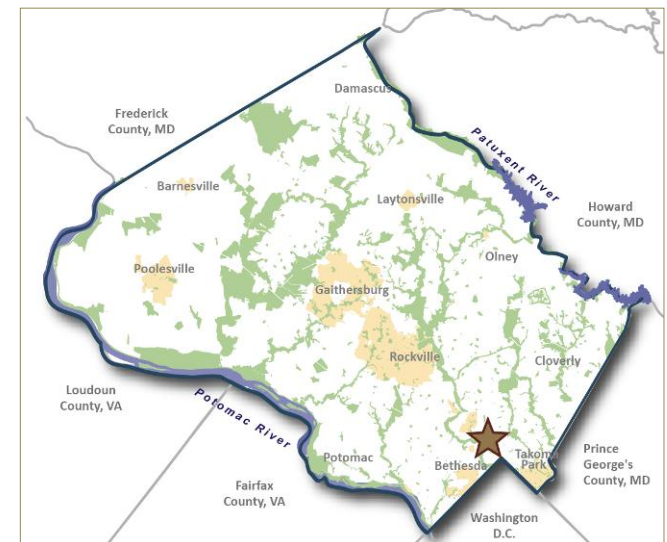 Damascus
Frederick
County, MD
Patuxent River
Barnesville
Laytonsville
Howard
County, MD
Olney
Poolesville
Gaithersburg
Rockville
Cloverly
Loudoun
County, VA
Potomac River
Potomac
Bethesda
Takoma
Park
Prince
George's
County, MD
Fairfax
County, VA
Washington
D.C.